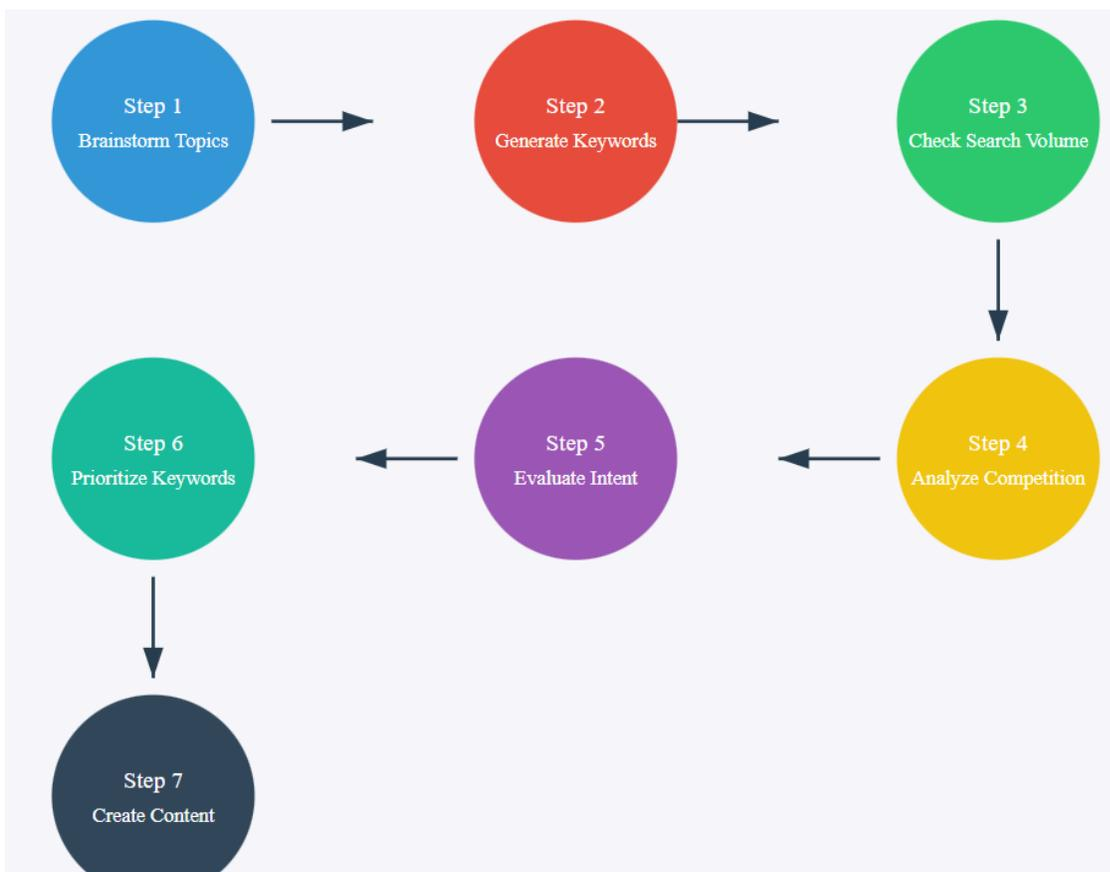 Step 1
Brainstorm Topics
Step 2
Generate Keywords
Step 3
Check Search Volume
Step 4
Analyze Competition
Step 5
Evaluate Intent
Step 6
Prioritize Keywords
Step 7
Create Content